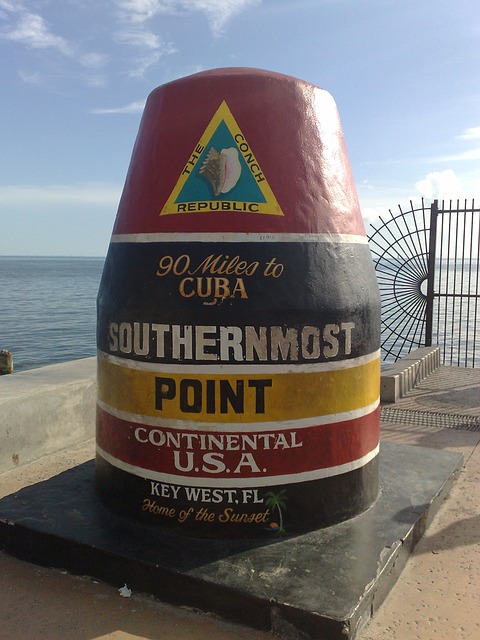 THE CONCH
REPUBLIC
90 Miles to
CUBA
SOUTHERNMOST
POINT
CONTINENTAL
U.S.A.
KEY WEST, FL
Home of the Sunset